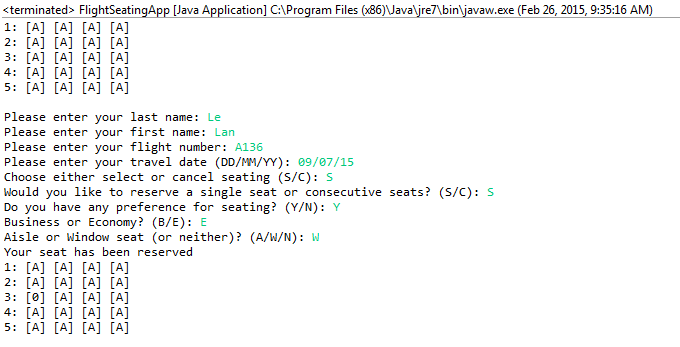 <terminated> FlightSeatingApp [Java Application] C:\Program Files (x86)\Java\jre7\bin\javaw.exe (Feb 26, 2015, 9:35:16 AM)
1: [A] [A] [A] [A]
2: [A] [A] [A] [A]
3: [A] [A] [A] [A]
4: [A] [A] [A] [A]
5: [A] [A] [A] [A]
Please enter your last name: Le
Please enter your first name: Lan
Please enter your flight number: A136
Please enter your travel date (DD/MM/YY): 09/07/15
Choose either select or cancel seating (S/C): S
Would you like to reserve a single seat or consecutive seats? (S/C): S
Do you have any preference for seating? (Y/N): Y
Business or Economy? (B/E): E
Aisle or Window seat (or neither)? (A/W/N): W
Your seat has been reserved
1: [A] [A] [A] [A]
2: [A] [A] [A] [A]
3: [0] [A] [A] [A]
4: [A] [A] [A] [A]
5: [A] [A] [A] [A]